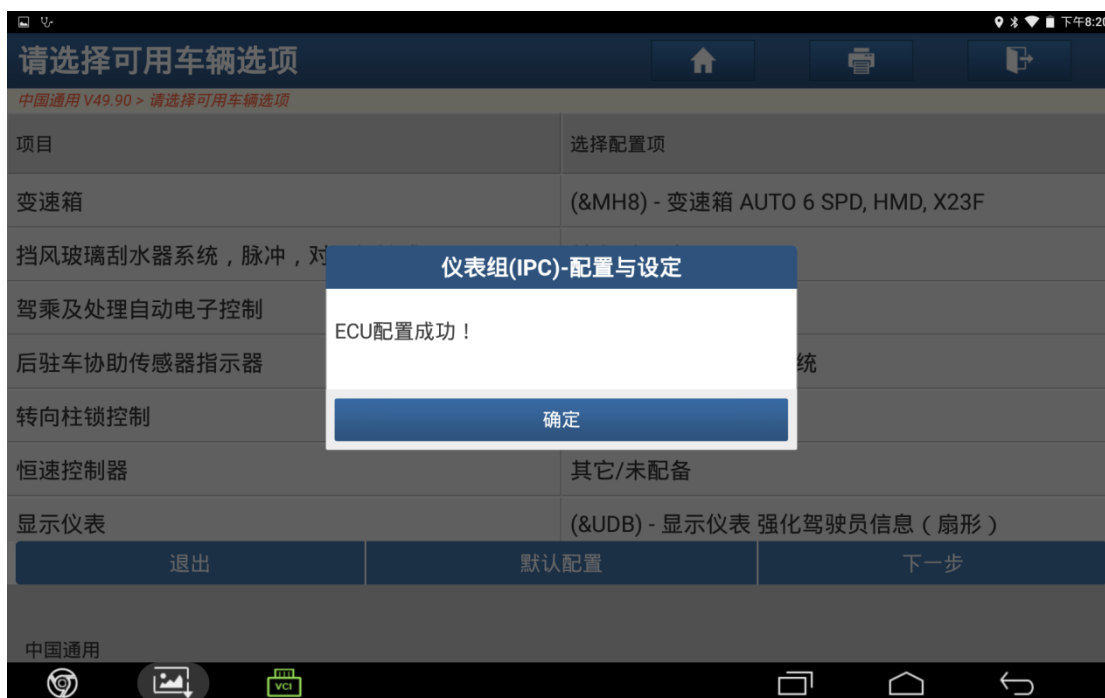 下午8:20
请选择可用车辆选项
中国通用 V49.90 > 请选择可用车辆选项
项目 选择配置项
变速箱 (&MH8) - 变速箱 AUTO 6 SPD, HMD, X23F
挡风玻璃刮水器系统，脉冲，对
仪表组(IPC)-配置与设定
驾乘及处理自动电子控制
ECU配置成功！
后驻车协助传感器指示器 统
转向柱锁控制
确定
恒速控制器 其它/未配备
显示仪表 (&UDB) - 显示仪表 强化驾驶员信息（扇形）
退出 默认配置 下一步
中国通用
VCI